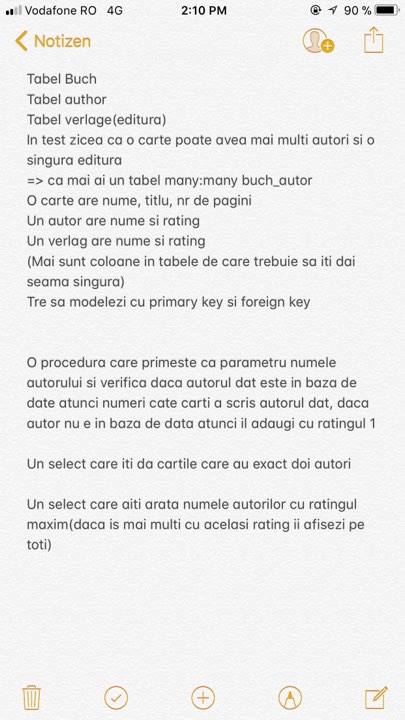 Vodafone RO 4G 2:10 PM 90 %
Notizen
Tabel Buch
Tabel author
Tabel verlage(editura)
In test zicea ca o carte poate avea mai multi autori si o
singura editura
=> ca mai ai un tabel many:many buch_autor
O carte are nume, titlu, nr de pagini
Un autor are nume si rating
Un verlag are nume si rating
(Mai sunt coloane in tabele de care trebuie sa iti dai
seama singura)
Tre sa modelezi cu primary key si foreign key
O procedura care primeste ca parametru numele
autorului si verifica daca autorul dat este in baza de
date atunci numeri cate carti a scris autorul dat, daca
autor nu e in baza de data atunci il adaugi cu ratingul 1
Un select care iti da cartile care au exact doi autori
Un select care aiti arata numele autorilor cu ratingul
maxim(daca is mai multi cu acelasi rating ii afisezi pe
toti)